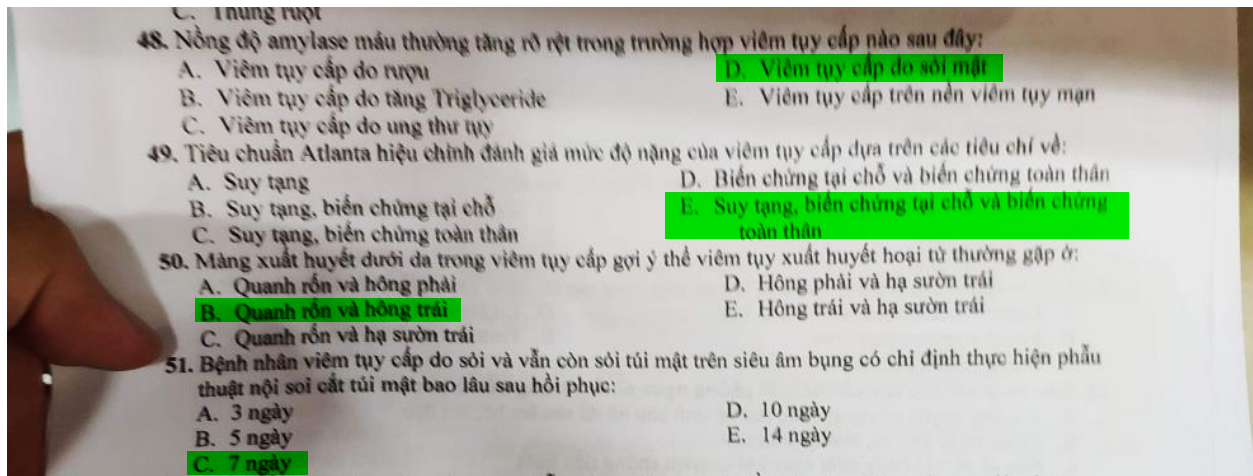 C. Thủng ruột
48. Nồng độ amylase máu thường tăng rõ rệt trong trường hợp viêm tụy cấp nào sau đây:
A. Viêm tụy cấp do rượu
D. Viêm tụy cấp do sỏi mật
B. Viêm tụy cấp do tăng Triglyceride
E. Viêm tụy cấp trên nền viêm tụy mạn
C. Viêm tụy cấp do ung thư tụy
49. Tiêu chuẩn Atlanta hiệu chỉnh đánh giá mức độ nặng của viêm tụy cấp dựa trên các tiêu chí về:
A. Suy tạng
D. Biến chứng tại chỗ và biến chứng toàn thân
B. Suy tạng, biến chứng tại chỗ
E. Suy tạng, biến chứng tại chỗ và biến chứng
toàn thân
C. Suy tạng, biến chứng toàn thân
50. Mảng xuất huyết dưới da trong viêm tụy cấp gợi ý thể viêm tụy xuất huyết hoại tử thường gặp ở:
A. Quanh rốn và hông phải
D. Hông phải và hạ sườn trái
B. Quanh rốn và hông trái
E. Hông trái và hạ sườn trái
C. Quanh rốn và hạ sườn trái
51. Bệnh nhân viêm tụy cấp do sỏi và vẫn còn sỏi túi mật trên siêu âm bụng có chỉ định thực hiện phẫu
thuật nội soi cắt túi mật bao lâu sau hồi phục:
A. 3 ngày
D. 10 ngày
B. 5 ngày
E. 14 ngày
C. 7 ngày